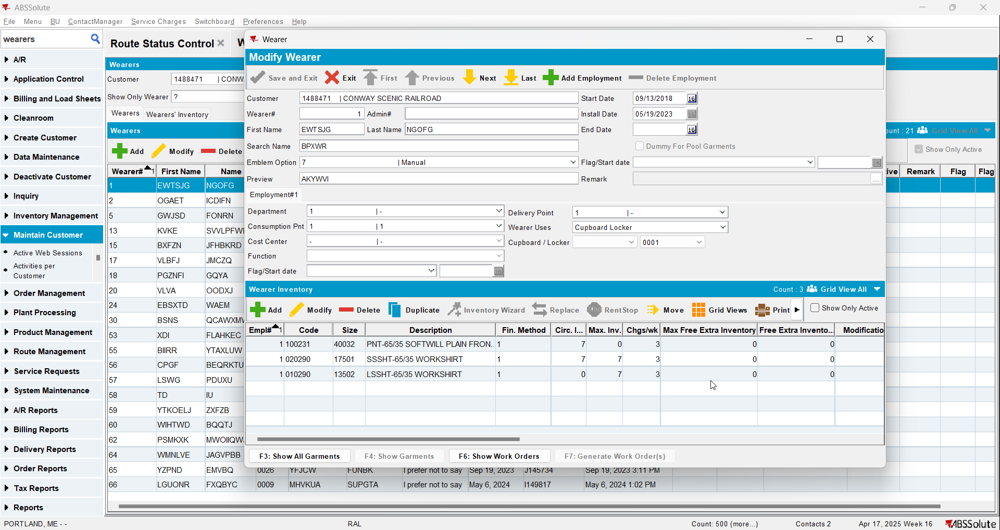 ABSSolute
File Menu BU ContactManager Service Charges Switchboard Preferences Help
wearers
Route Status Control
Wearer
Modify Wearer
Save and Exit Exit First Previous Next Last Add Employment Delete Employment
Customer 1488471 | CONWAY SCENIC RAILROAD Start Date 09/13/2018 16
Wearer# 1 Admin# Install Date 05/19/2023 16
First Name EWTSJG Last Name NGOFG End Date 16
Search Name BPXWR Dummy For Pool Garments
Emblem Option 7 | Manual Flag/Start date 16
Preview AKYWVI Remark ...
Employment#1
Department 1 | - Delivery Point 1 | -
Consumption Pnt 1 | 1 Wearer Uses Cupboard Locker
Cost Center - | - Cupboard / Locker 0001
Function
Flag/Start date 16
Wearer Inventory Count : 3 Grid View All
Add Modify Delete Duplicate Inventory Wizard Replace RentStop Move Grid Views Print Show Only Active
Empl# 1 Code Size Description Fin. Method Circ. I... Max. Inv. Chgs/wk Max Free Extra Inventory Free Extra Invento... Modificatio
1 100231 40032 PNT-65/35 SOFTWILL PLAIN FRON.. 1 7 0 3 0 0
1 020290 17501 SSSHT-65/35 WORKSHIRT 1 7 7 3 0 0
1 010290 13502 LSSHT-65/35 WORKSHIRT 1 0 7 3 0 0
F3: Show All Garments F4: Show Garments F6: Show Work Orders F7: Generate Work Order(s)
A/R
Application Control
Billing and Load Sheets
Cleanroom
Create Customer
Data Maintenance
Deactivate Customer
Inquiry
Inventory Management
Maintain Customer
Active Web Sessions
Activities per
Customer
Order Management
Plant Processing
Product Management
Route Management
Service Requests
System Maintenance
A/R Reports
Billing Reports
Delivery Reports
Order Reports
Tax Reports
Reports
Wearers
Customer 1488471 | CONW
Show Only Wearer ?
Wearers Wearers' Inventory
Wearers ount : 21 Grid View All
Add Modify Delete Show Only Active
Wearer# 1 First Name Name ive Remark Flag Flag
1 EWTSJG NGOFG
2 OGAET ICDIFN
5 GWJSD FONRN
13 KVKE SVVLPFW
15 BXFZN JFHBKRD
17 VLBFJ JMCZQ
18 PGZNFI GQYA
20 VLVA OODXJ
24 EBSXTD WAEM
30 BSNS QCAWXM
53 XDI FLAHKEC
55 BIIRR YTAXLUW
56 CPGF BEQRKTU
57 LSWG PDUXU
58 TD IU
59 YTKOELJ ZXFZB
60 WIHTWD BQQTJ
62 PSMKXK MWOIIQW
64 WMNLVE JAGVPBB
65 YZPND EMVBQ 0026 YFJCW FUNBK I prefer not to say Sep 19, 2023 J145734 Sep 19, 2023 3:11 PM
66 LGUONR FXQBYC 0009 MHVKUA SUPGTA I prefer not to say May 6, 2024 I149817 May 6, 2024 1:02 PM
PORTLAND, ME - - RAL Count: 500 (more...) Contacts 2 Apr 17, 2025 Week 16 ABSSolute